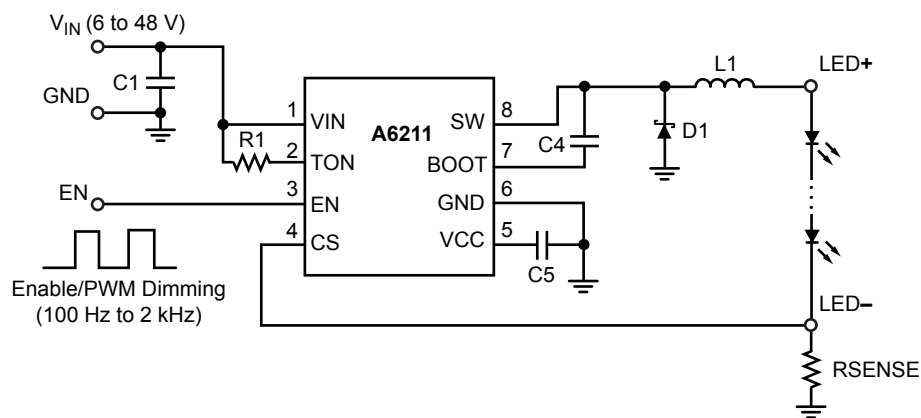 V_IN (6 to 48 V)
C1
GND
R1
EN
Enable/PWM Dimming
(100 Hz to 2 kHz)
A6211
1
VIN
2
TON
3
EN
4
CS
8
SW
7
BOOT
6
GND
5
VCC
C4
C5
D1
L1
LED+
LED–
RSENSE